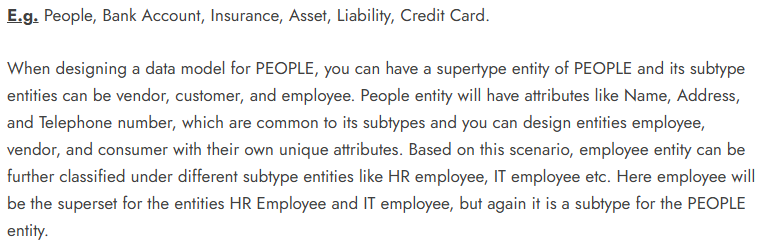 E.g. People, Bank Account, Insurance, Asset, Liability, Credit Card.
When designing a data model for PEOPLE, you can have a supertype entity of PEOPLE and its subtype
entities can be vendor, customer, and employee. People entity will have attributes like Name, Address,
and Telephone number, which are common to its subtypes and you can design entities employee,
vendor, and consumer with their own unique attributes. Based on this scenario, employee entity can be
further classified under different subtype entities like HR employee, IT employee etc. Here employee will
be the superset for the entities HR Employee and IT employee, but again it is a subtype for the PEOPLE
entity.